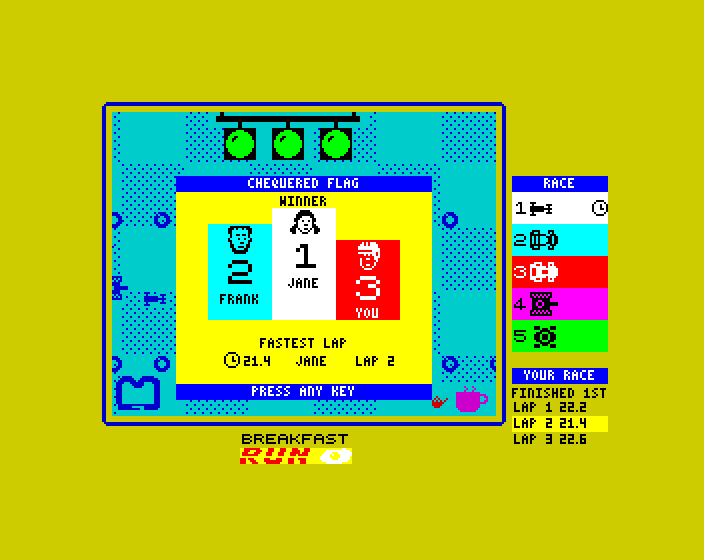 CHEQUERED FLAG
WINNER
1
JANE
2
FRANK
3
YOU
FASTEST LAP
21.4 JANE LAP 2
PRESS ANY KEY
RACE
1
2
3
4
5
YOUR RACE
FINISHED 1ST
LAP 1 22.2
LAP 2 21.4
LAP 3 22.6
BREAKFAST
RUN